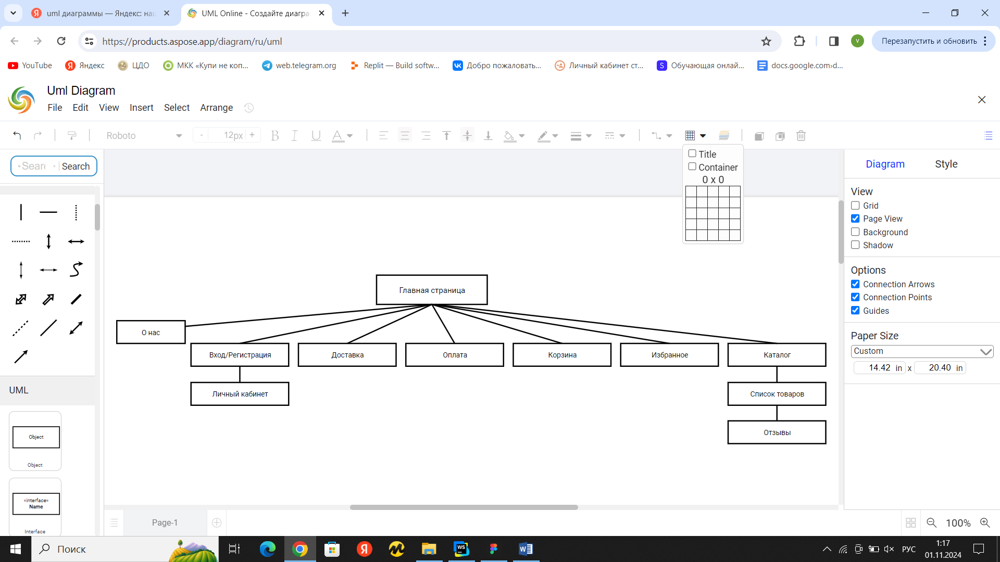 uml диаграммы — Яндекс: наш
UML Online - Создайте диагра
https://products.aspose.app/diagram/ru/uml
V
Перезапустить и обновить
YouTube
Яндекс
ЦДО
МКК «Купи не коп...
web.telegram.org
Replit — Build softw...
Добро пожаловать...
Личный кабинет ст...
Обучающая онлай...
docs.google.com›d...
Uml Diagram
File Edit View Insert Select Arrange
Roboto - 12px + B I U A
Title
Container
0 x 0
Sear
Search
UML
Object
Object
«interface»
Name
Interface
Главная страница
О нас
Вход/Регистрация
Доставка
Оплата
Корзина
Избранное
Каталог
Личный кабинет
Список товаров
Отзывы
Diagram Style
View
Grid
Page View
Background
Shadow
Options
Connection Arrows
Connection Points
Guides
Paper Size
Custom
14.42 in x 20.40 in
Page-1
100%
Поиск
WS
РУС
1:17
01.11.2024